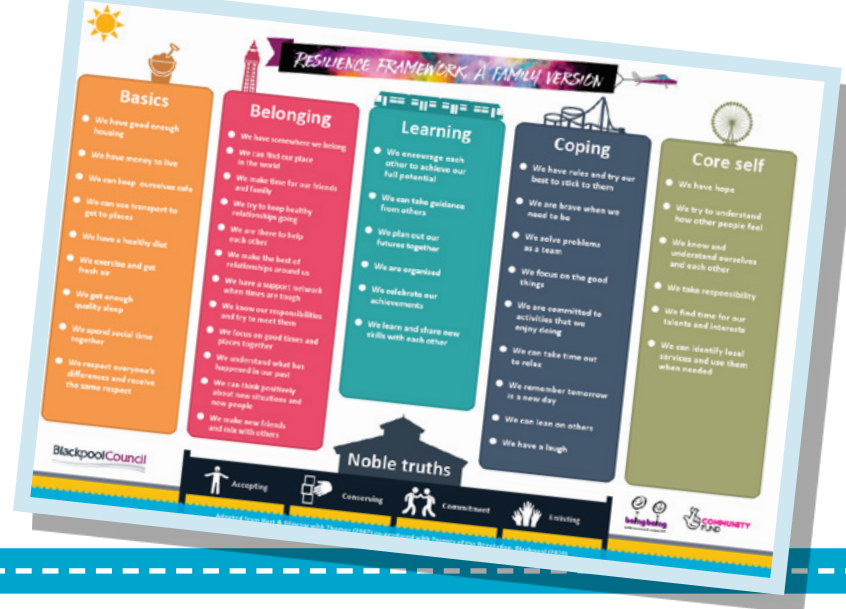 RESILIENCE FRAMEWORK, A FAMILY VERSION
Basics
We have good enough
housing
We have money to live
We can keep ourselves safe
We can use transport to
get to places
We have a healthy diet
We exercise and get
fresh air
We get enough
quality sleep
We spend social time
together
We respect everyone's
differences and receive
the same respect
Belonging
We have somewhere we belong
We can find our place
in the world
We make time for our friends
and family
We try to keep healthy
relationships going
We are there to help
each other
We make the best of
relationships around us
We have a support network
when times are tough
We know our responsibilities
and try to meet them
We focus on good times and
places together
We understand what has
happened in our past
We can think positively
about new situations and
new people
We make new friends
and mix with others
Learning
We encourage each
other to achieve our
full potential
We can take guidance
from others
We plan out our
futures together
We are organised
We celebrate our
achievements
We learn and share new
skills with each other
Coping
We have rules and try our
best to stick to them
We are brave when we
need to be
We solve problems
as a team
We focus on the good
things
We are committed to
activities that we
enjoy doing
We can take time out
to relax
We remember tomorrow
is a new day
We can lean on others
We have a laugh
Core self
We have hope
We try to understand
how other people feel
We know and
understand ourselves
and each other
We take responsibility
We find time for our
talents and interests
We can identify local
services and use them
when needed
Noble truths
Accepting
Conserving
Commitment
Enlisting
BlackpoolCouncil
boingboing
COMMUNITY
FUND